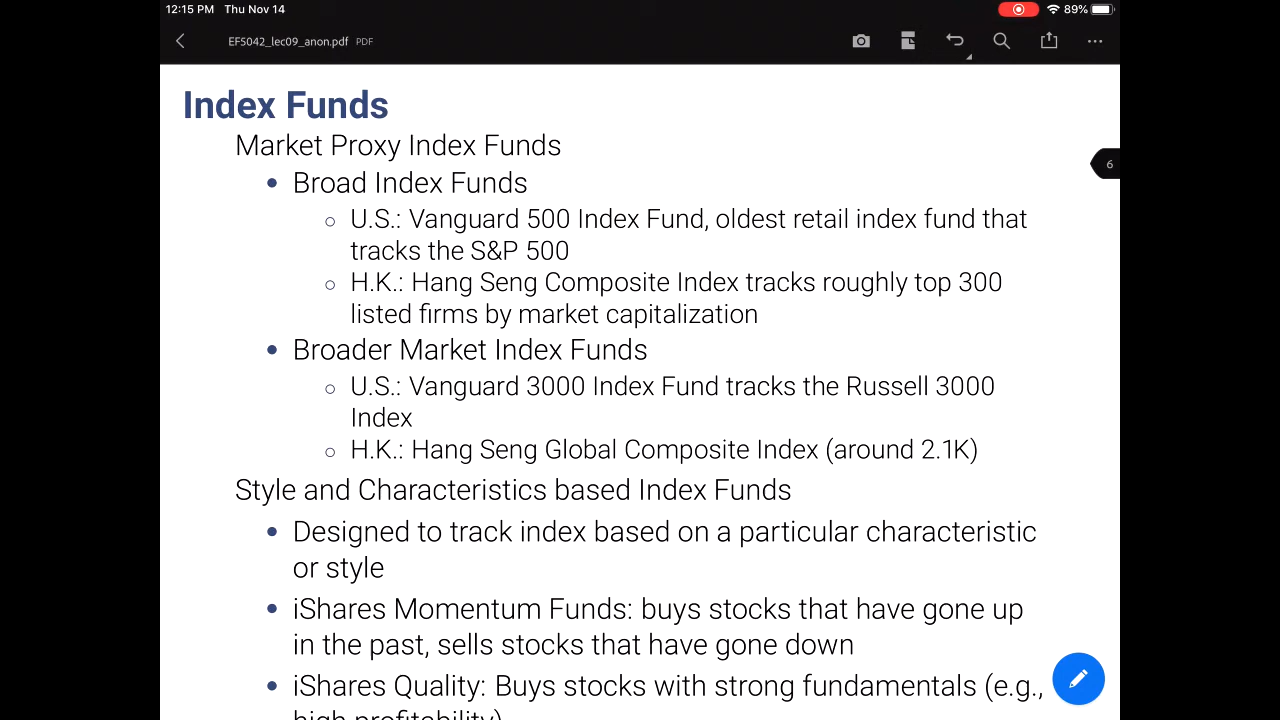 12:15 PM Thu Nov 14
89%
EF5042_lec09_anon.pdf PDF
Index Funds
6
Market Proxy Index Funds
• Broad Index Funds
○ U.S.: Vanguard 500 Index Fund, oldest retail index fund that
tracks the S&P 500
○ H.K.: Hang Seng Composite Index tracks roughly top 300
listed firms by market capitalization
• Broader Market Index Funds
○ U.S.: Vanguard 3000 Index Fund tracks the Russell 3000
Index
○ H.K.: Hang Seng Global Composite Index (around 2.1K)
Style and Characteristics based Index Funds
• Designed to track index based on a particular characteristic
or style
• iShares Momentum Funds: buys stocks that have gone up
in the past, sells stocks that have gone down
• iShares Quality: Buys stocks with strong fundamentals (e.g.,
high profitability)